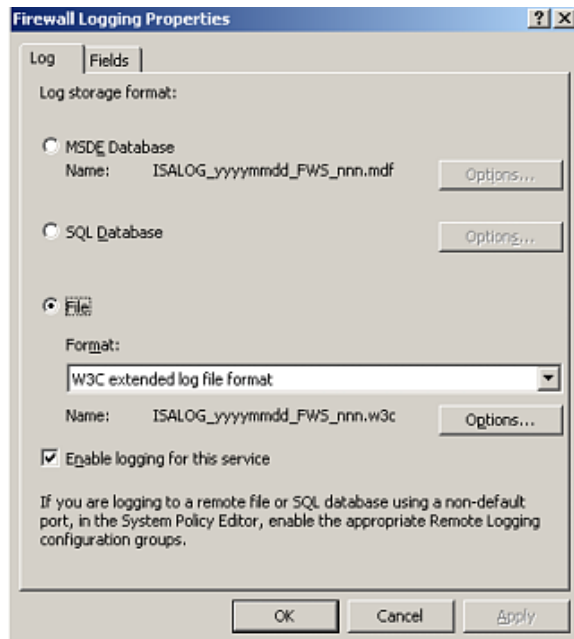 Firewall Logging Properties
Log
Fields
Log storage format:
MSDE Database
Name: ISALOG_yyyymmdd_FWS_nnn.mdf
Options...
SQL Database
Options...
File
Format:
W3C extended log file format
Name: ISALOG_yyyymmdd_FWS_nnn.w3c
Options...
Enable logging for this service
If you are logging to a remote file or SQL database using a non-default
port, in the System Policy Editor, enable the appropriate Remote Logging
configuration groups.
OK
Cancel
Apply